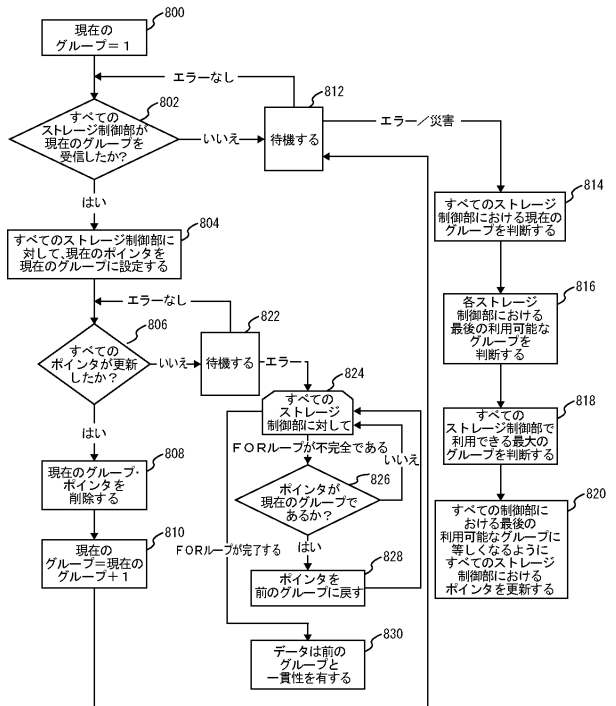 800
現在の
グループ＝１
エラーなし
802
すべての
ストレージ制御部が
現在のグループを
受信したか?
いいえ
812
待機する
エラー／災害
はい
804
すべてのストレージ制御部に
対して、現在のポインタを
現在のグループに設定する
814
すべてのストレージ
制御部における現在の
グループを判断する
エラーなし
806
すべての
ポインタが更新
したか？
いいえ
822
待機する
エラー
816
各ストレージ
制御部における
最後の利用可能な
グループを
判断する
824
すべての
ストレージ
制御部に対して
はい
ＦＯＲループが不完全である
いいえ
818
すべての
ストレージ制御部で
利用できる最大の
グループを判断する
808
現在のグループ・
ポインタを
削除する
826
ポインタが
現在のグループで
あるか？
820
すべての制御部に
おける最後の
利用可能なグループに
等しくなるように
すべてのストレージ
制御部における
ポインタを更新する
810
現在の
グループ＝現在の
グループ＋１
ＦＯＲループが完了する
はい
828
ポインタを
前のグループに戻す
830
データは前の
グループと
一貫性を有する